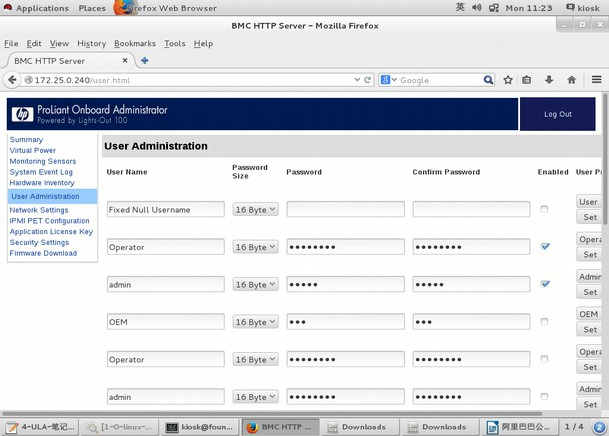 Applications Places Firefox Web Browser 英 Mon 11:23 kiosk
BMC HTTP Server - Mozilla Firefox
File Edit View History Bookmarks Tools Help
BMC HTTP Server
172.25.0.240/user.html Google
hp ProLiant Onboard Administrator
Powered by Lights-Out 100
Log Out
Summary
Virtual Power
Monitoring Sensors
System Event Log
Hardware Inventory
User Administration
Network Settings
IPMI PET Configuration
Application License Key
Security Settings
Firmware Download
User Administration
User Name Password Size Password Confirm Password Enabled User Pr
Fixed Null Username 16 Byte User
Set
Operator 16 Byte •••••••• •••••••• Opera
Set
admin 16 Byte ••••• ••••• Admin
Set
OEM 16 Byte ••• ••• OEM
Set
Operator 16 Byte •••••••• •••••••• Opera
Set
admin 16 Byte ••••• ••••• Admin
Set
4-ULA-笔记... [1-0-linux-... kiosk@foun... BMC HTTP ... Downloads Downloads 阿里巴巴公... 1 / 4 2